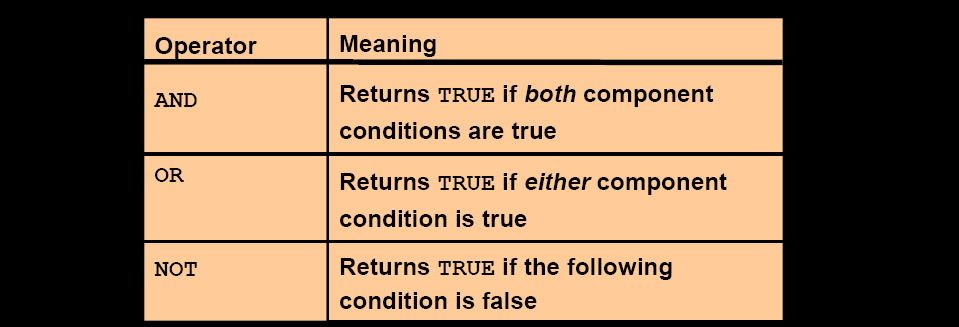 Operator Meaning
AND Returns TRUE if both component
conditions are true
OR Returns TRUE if either component
condition is true
NOT Returns TRUE if the following
condition is false